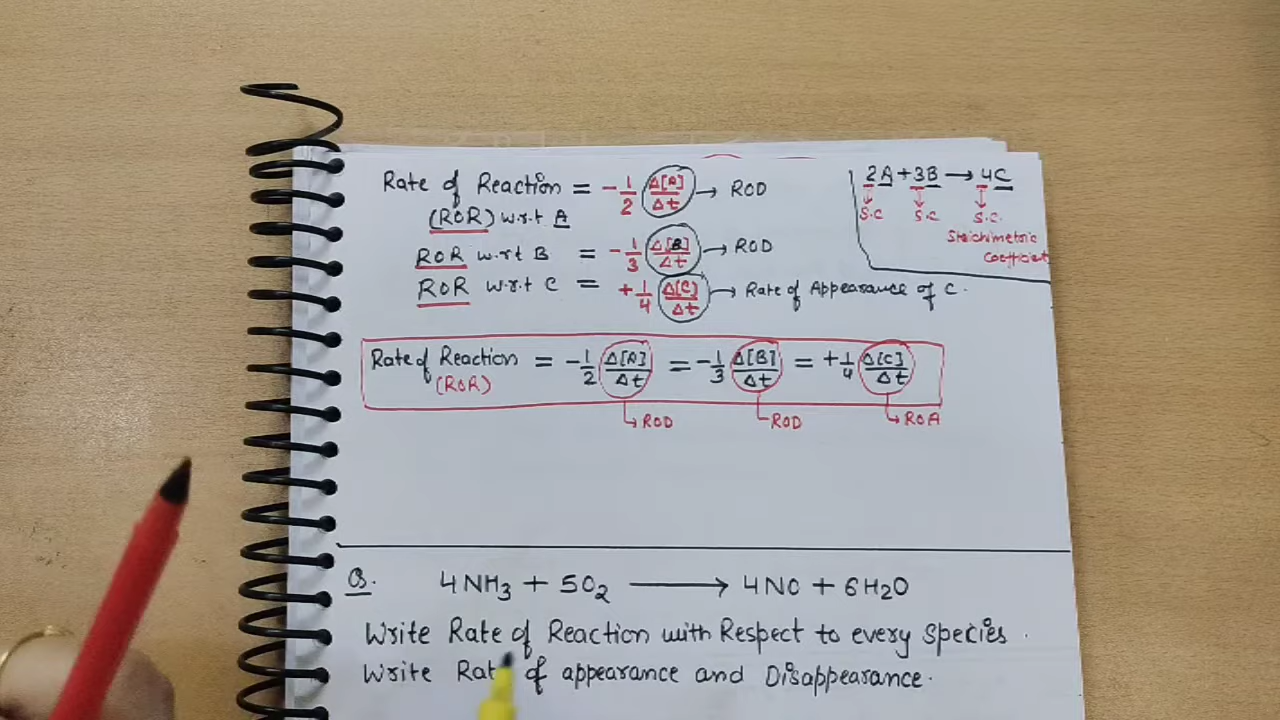 Rate of Reaction = -1/2 Δ[A]/Δt → ROD
(ROR) w.r.t A
ROR w.r.t B = -1/3 Δ[B]/Δt → ROD
ROR w.r.t C = +1/4 Δ[C]/Δt → Rate of Appearance of C.
2A + 3B → 4C
S.C S.C S.C.
Stoichimetric
Coefficient
Rate of Reaction = -1/2 Δ[A]/Δt = -1/3 Δ[B]/Δt = +1/4 Δ[C]/Δt
(ROR)
ROD ROD ROA
Q. 4NH3 + 5O2 → 4NO + 6H2O
Write Rate of Reaction with Respect to every Species.
Write Rate of appearance and Disappearance.